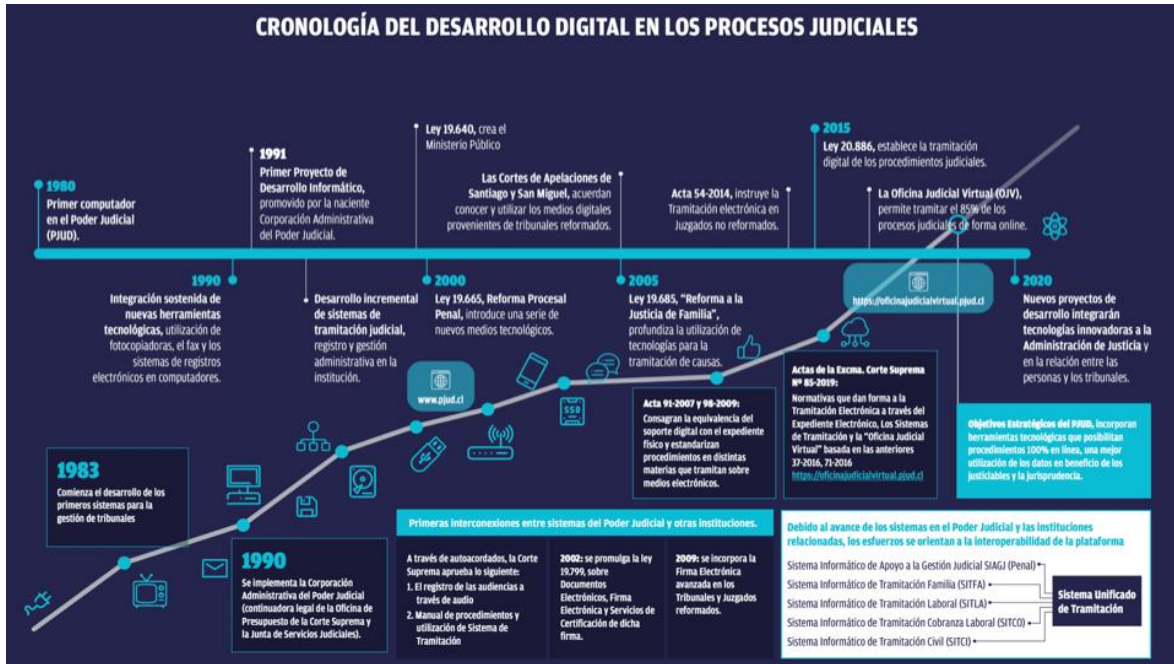 CRONOLOGÍA DEL DESARROLLO DIGITAL EN LOS PROCESOS JUDICIALES
1980
Primer computador
en el Poder Judicial
(PJUD).
1991
Primer Proyecto de
Desarrollo Informático,
promovido por la naciente
Corporación Administrativa
del Poder Judicial.
Ley 19.640, crea el
Ministerio Público
Las Cortes de Apelaciones de
Santiago y San Miguel, acuerdan
conocer y utilizar los medios digitales
provenientes de tribunales reformados.
Acta 54-2014, instruye la
Tramitación electrónica en
Juzgados no reformados.
2015
Ley 20.886, establece la tramitación
digital de los procedimientos judiciales.
La Oficina Judicial Virtual (OJV),
permite tramitar el 85% de los
procesos judiciales de forma online.
1990
Integración sostenida de
nuevas herramientas
tecnológicas, utilización de
fotocopiadoras, el fax y los
sistemas de registros
electrónicos en computadores.
Desarrollo incremental
de sistemas de
tramitación judicial,
registro y gestión
administrativa en la
institución.
2000
Ley 19.665, Reforma Procesal
Penal, introduce una serie de
nuevos medios tecnológicos.
2005
Ley 19.685, "Reforma a la
Justicia de Familia",
profundiza la utilización de
tecnologías para la
tramitación de causas.
https://oficinajudicialvirtual.pjud.cl
2020
Nuevos proyectos de
desarrollo integrarán
tecnologías innovadoras a la
Administración de Justicia y
en la relación entre las
personas y los tribunales.
www.pjud.cl
SSD
1983
Comienza el desarrollo de los
primeros sistemas para la
gestión de tribunales
1990
Se implementa la Corporación
Administrativa del Poder Judicial
(continuadora legal de la Oficina de
Presupuesto de la Corte Suprema y
la Junta de Servicios Judiciales).
Acta 91-2007 y 98-2009:
Consagran la equivalencia del
soporte digital con el expediente
físico y estandarizan
procedimientos en distintas
materias que tramitan sobre
medios electrónicos.
Actas de la Excma. Corte Suprema
Nº 85-2019:
Normativas que dan forma a la
Tramitación Electrónica a través del
Expediente Electrónico, Los Sistemas
de Tramitación y la "Oficina Judicial
Virtual" basada en las anteriores
37-2016, 71-2016
https://oficinajudicialvirtual.pjud.cl
Objetivos Estratégicos del PJUD, incorporan
herramientas tecnológicas que posibilitan
procedimientos 100% en línea, una mejor
utilización de los datos en beneficio de los
justiciables y la jurisprudencia.
Primeras interconexiones entre sistemas del Poder Judicial y otras instituciones.
A través de autoacordados, la Corte
Suprema aprueba lo siguiente:
1. El registro de las audiencias a
través de audio
2. Manual de procedimientos y
utilización de Sistema de
Tramitación
2002: se promulga la ley
19.799, sobre
Documentos
Electrónicos, Firma
Electrónica y Servicios de
Certificación de dicha
firma.
2009: se incorpora la
Firma Electrónica
avanzada en los
Tribunales y Juzgados
reformados.
Debido al avance de los sistemas en el Poder Judicial y las instituciones
relacionadas, los esfuerzos se orientan a la interoperabilidad de la plataforma
Sistema Informático de Apoyo a la Gestión Judicial SIAGJ (Penal)
Sistema Informático de Tramitación Familia (SITFA)
Sistema Informático de Tramitación Laboral (SITLA)
Sistema Informático de Tramitación Cobranza Laboral (SITCO)
Sistema Informático de Tramitación Civil (SITCI)
Sistema Unificado
de Tramitación